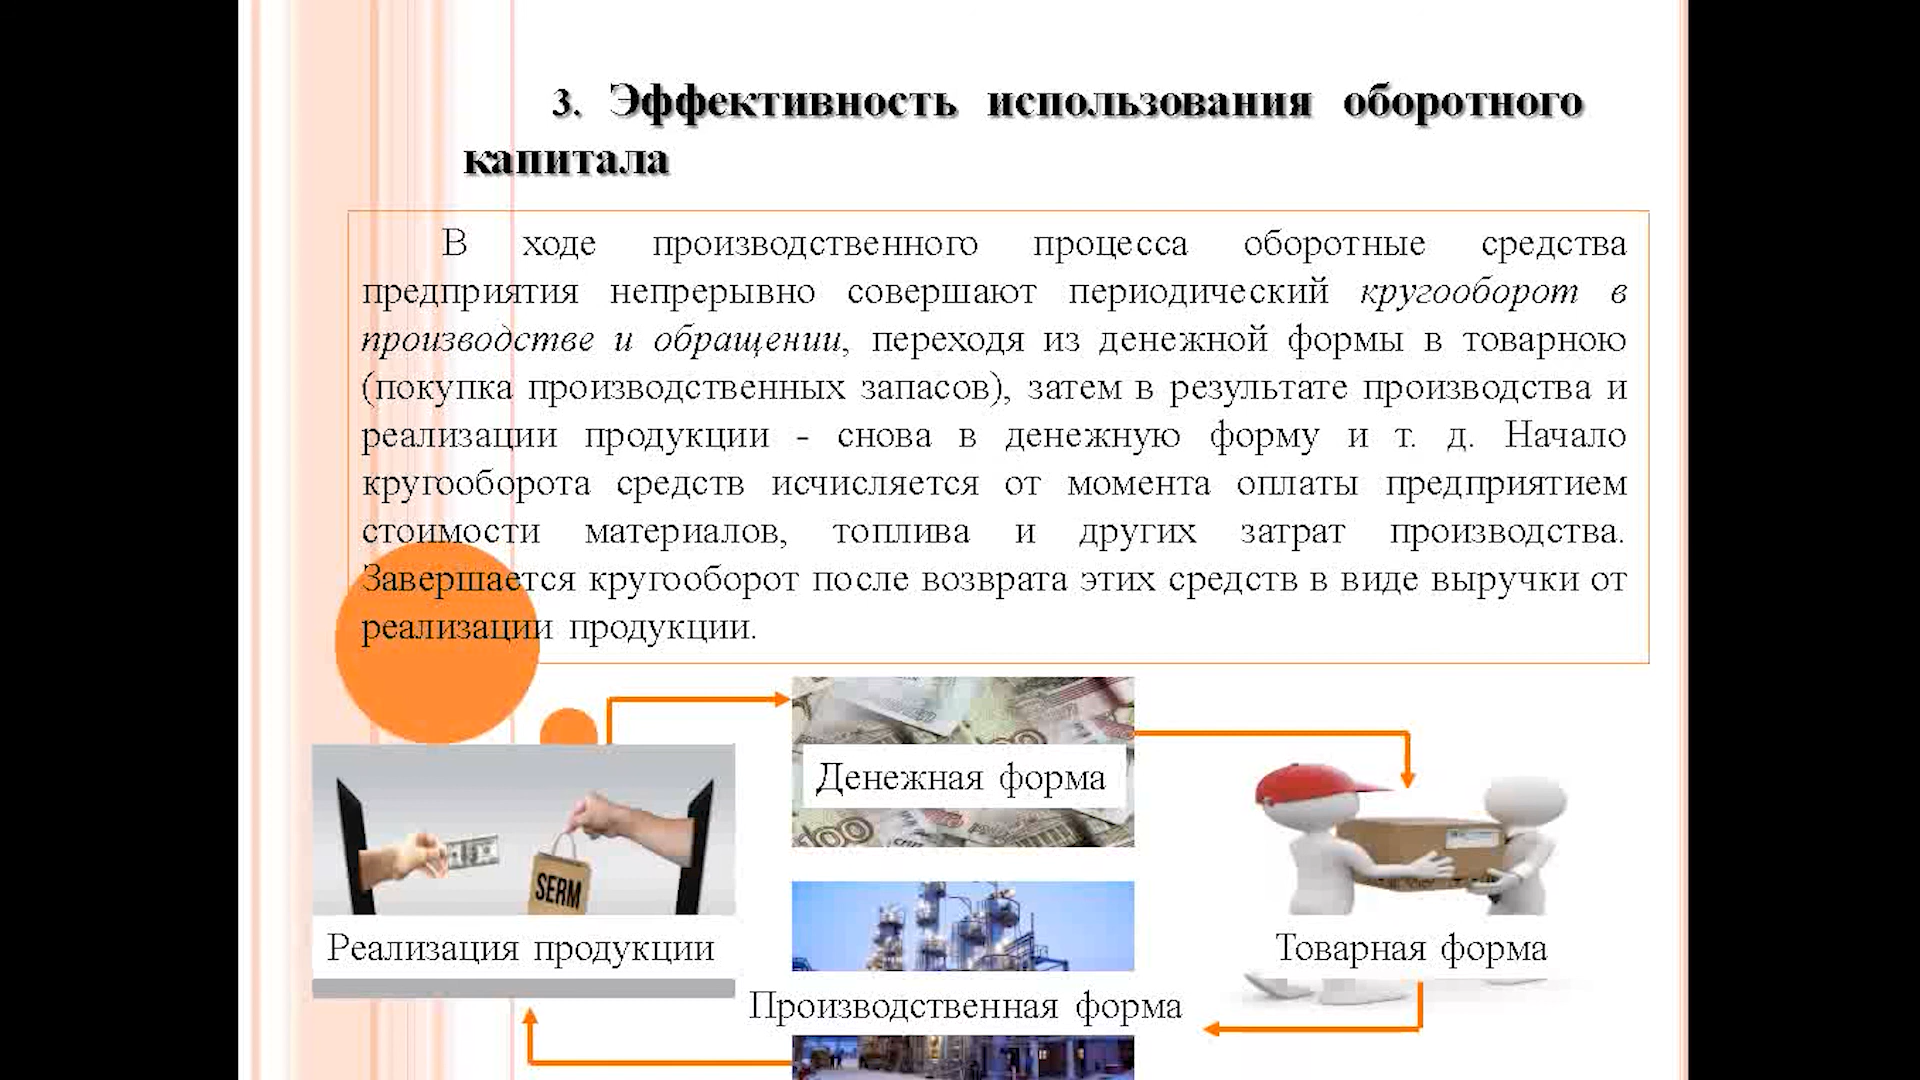 3. Эффективность использования оборотного
капитала
В ходе производственного процесса оборотные средства
предприятия непрерывно совершают периодический кругооборот в
производстве и обращении, переходя из денежной формы в товарною
(покупка производственных запасов), затем в результате производства и
реализации продукции - снова в денежную форму и т. д. Начало
кругооборота средств исчисляется от момента оплаты предприятием
стоимости материалов, топлива и других затрат производства.
Завершается кругооборот после возврата этих средств в виде выручки от
реализации продукции.
Денежная форма
100
SERM
Реализация продукции
Товарная форма
Производственная форма